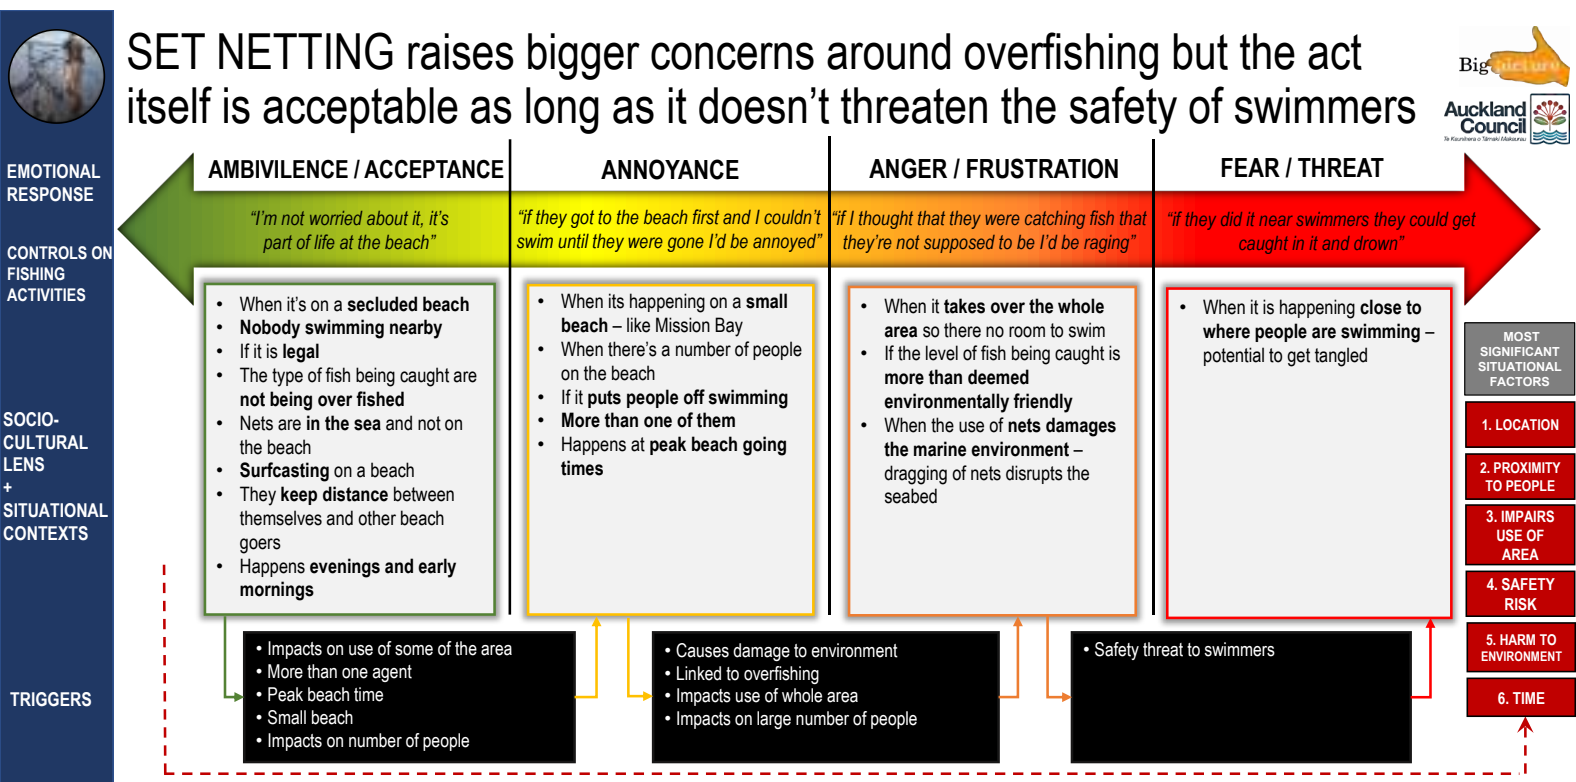 SET NETTING raises bigger concerns around overfishing but the act
itself is acceptable as long as it doesn’t threaten the safety of swimmers
Big picture
Auckland
Council
Te Kaunihera o Tāmaki Makaurau
EMOTIONAL
RESPONSE
AMBIVILENCE / ACCEPTANCE
ANNOYANCE
ANGER / FRUSTRATION
FEAR / THREAT
“I’m not worried about it, it’s
part of life at the beach”
“if they got to the beach first and I couldn’t
swim until they were gone I’d be annoyed”
“if I thought that they were catching fish that
they’re not supposed to be I’d be raging”
“if they did it near swimmers they could get
caught in it and drown”
CONTROLS ON
FISHING
ACTIVITIES
SOCIO-
CULTURAL
LENS
+
SITUATIONAL
CONTEXTS
• When it’s on a secluded beach
• Nobody swimming nearby
• If it is legal
• The type of fish being caught are
not being over fished
• Nets are in the sea and not on
the beach
• Surfcasting on a beach
• They keep distance between
themselves and other beach
goers
• Happens evenings and early
mornings
• When its happening on a small
beach – like Mission Bay
• When there’s a number of people
on the beach
• If it puts people off swimming
• More than one of them
• Happens at peak beach going
times
• When it takes over the whole
area so there no room to swim
• If the level of fish being caught is
more than deemed
environmentally friendly
• When the use of nets damages
the marine environment –
dragging of nets disrupts the
seabed
• When it is happening close to
where people are swimming –
potential to get tangled
MOST
SIGNIFICANT
SITUATIONAL
FACTORS
1. LOCATION
2. PROXIMITY
TO PEOPLE
3. IMPAIRS
USE OF
AREA
4. SAFETY
RISK
5. HARM TO
ENVIRONMENT
6. TIME
TRIGGERS
• Impacts on use of some of the area
• More than one agent
• Peak beach time
• Small beach
• Impacts on number of people
• Causes damage to environment
• Linked to overfishing
• Impacts use of whole area
• Impacts on large number of people
• Safety threat to swimmers